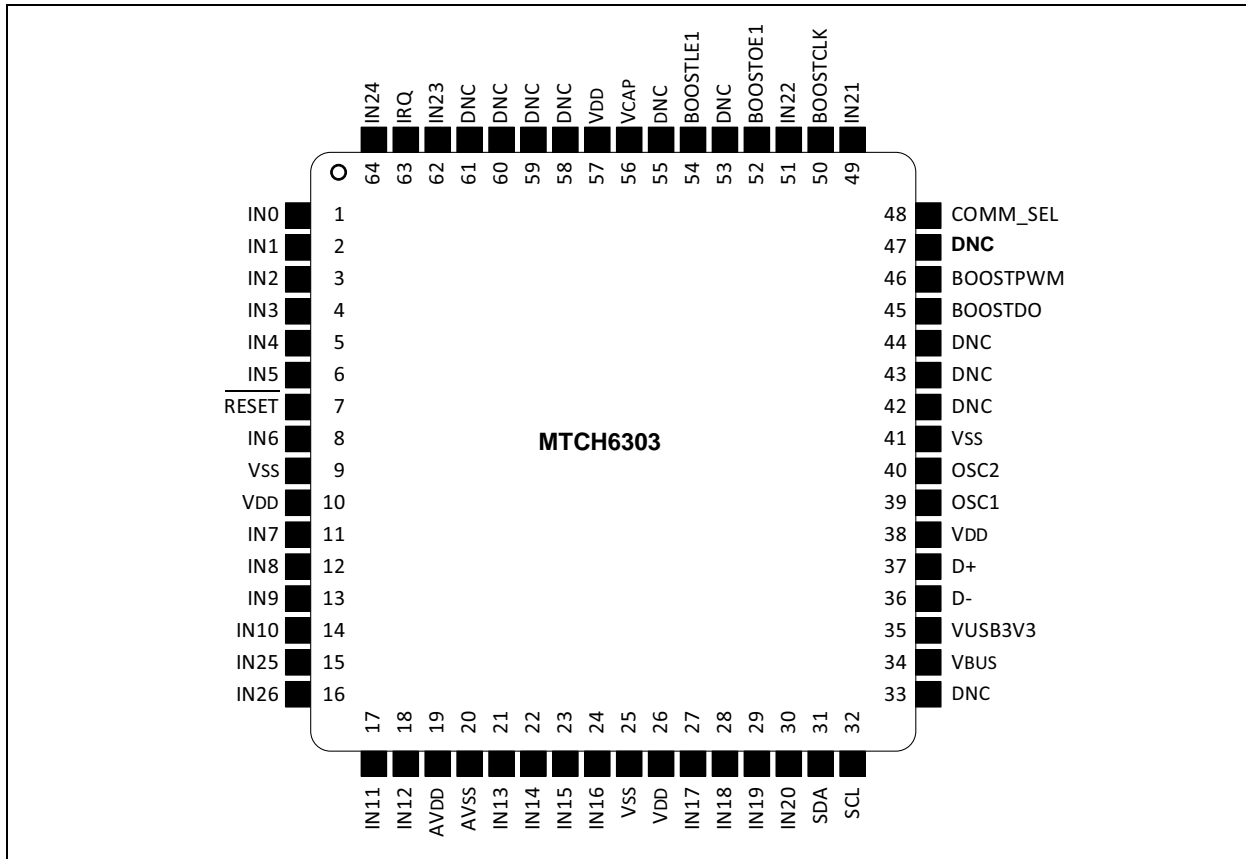 IN24
IRQ
IN23
DNC
DNC
DNC
DNC
VDD
VCAP
DNC
BOOSTLE1
DNC
BOOSTOE1
IN22
BOOSTCLK
IN21
64
63
62
61
60
59
58
57
56
55
54
53
52
51
50
49
IN0 1
IN1 2
IN2 3
IN3 4
IN4 5
IN5 6
RESET 7
IN6 8
VSS 9
VDD 10
IN7 11
IN8 12
IN9 13
IN10 14
IN25 15
IN26 16
MTCH6303
48 COMM_SEL
47 DNC
46 BOOSTPWM
45 BOOSTDO
44 DNC
43 DNC
42 DNC
41 VSS
40 OSC2
39 OSC1
38 VDD
37 D+
36 D-
35 VUSB3V3
34 VBUS
33 DNC
17
18
19
20
21
22
23
24
25
26
27
28
29
30
31
32
IN11
IN12
AVDD
AVSS
IN13
IN14
IN15
IN16
VSS
VDD
IN17
IN18
IN19
IN20
SDA
SCL